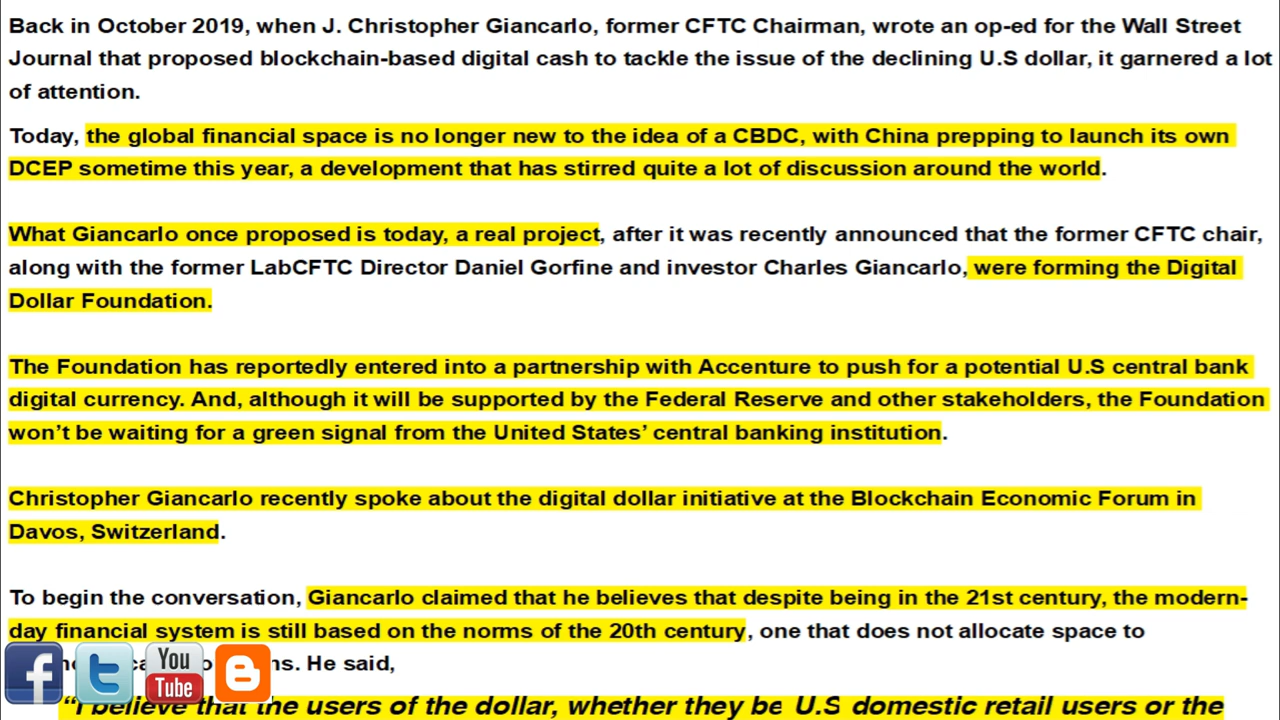 Back in October 2019, when J. Christopher Giancarlo, former CFTC Chairman, wrote an op-ed for the Wall Street
Journal that proposed blockchain-based digital cash to tackle the issue of the declining U.S dollar, it garnered a lot
of attention.
Today, the global financial space is no longer new to the idea of a CBDC, with China prepping to launch its own
DCEP sometime this year, a development that has stirred quite a lot of discussion around the world.
What Giancarlo once proposed is today, a real project, after it was recently announced that the former CFTC chair,
along with the former LabCFTC Director Daniel Gorfine and investor Charles Giancarlo, were forming the Digital
Dollar Foundation.
The Foundation has reportedly entered into a partnership with Accenture to push for a potential U.S central bank
digital currency. And, although it will be supported by the Federal Reserve and other stakeholders, the Foundation
won't be waiting for a green signal from the United States' central banking institution.
Christopher Giancarlo recently spoke about the digital dollar initiative at the Blockchain Economic Forum in
Davos, Switzerland.
To begin the conversation, Giancarlo claimed that he believes that despite being in the 21st century, the modern-
day financial system is still based on the norms of the 20th century, one that does not allocate space to
He said,
You
Tube
“I believe that the users of the dollar, whether they be U.S domestic retail users or the